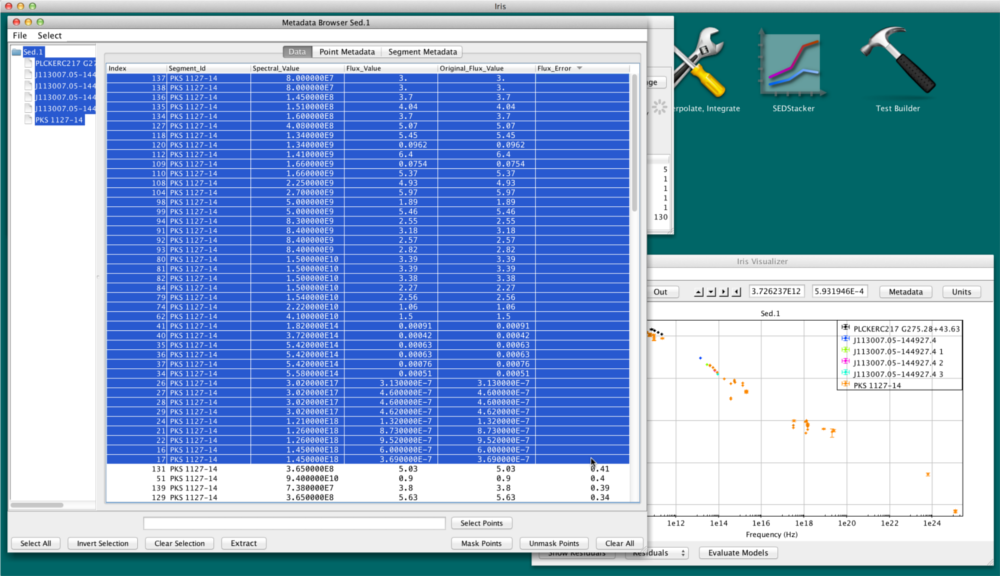 Iris
Metadata Browser Sed.1
File Select
Sed.1
PLCKERC217 G27
J113007.05-144
J113007.05-144
J113007.05-144
J113007.05-144
PKS 1127-14
Data Point Metadata Segment Metadata
Index Segment_Id Spectral_Value Flux_Value Original_Flux_Value Flux_Error
137 PKS 1127-14 8.000000E7 3. 3.
138 PKS 1127-14 8.000000E7 3. 3.
136 PKS 1127-14 1.450000E8 3.7 3.7
135 PKS 1127-14 1.510000E8 4.04 4.04
134 PKS 1127-14 1.600000E8 3.7 3.7
127 PKS 1127-14 4.080000E8 5.07 5.07
118 PKS 1127-14 1.340000E9 5.45 5.45
120 PKS 1127-14 1.340000E9 0.0962 0.0962
112 PKS 1127-14 1.410000E9 6.4 6.4
109 PKS 1127-14 1.660000E9 0.0754 0.0754
110 PKS 1127-14 1.660000E9 5.37 5.37
108 PKS 1127-14 2.250000E9 4.93 4.93
104 PKS 1127-14 2.700000E9 5.97 5.97
98 PKS 1127-14 5.000000E9 1.89 1.89
99 PKS 1127-14 5.000000E9 5.46 5.46
94 PKS 1127-14 8.300000E9 2.55 2.55
91 PKS 1127-14 8.400000E9 3.18 3.18
92 PKS 1127-14 8.400000E9 2.57 2.57
93 PKS 1127-14 8.400000E9 2.82 2.82
80 PKS 1127-14 1.500000E10 3.39 3.39
81 PKS 1127-14 1.500000E10 3.39 3.39
82 PKS 1127-14 1.500000E10 3.38 3.38
84 PKS 1127-14 1.500000E10 2.27 2.27
79 PKS 1127-14 1.540000E10 2.56 2.56
74 PKS 1127-14 2.220000E10 1.06 1.06
62 PKS 1127-14 4.100000E10 1.5 1.5
41 PKS 1127-14 1.820000E14 0.00091 0.00091
40 PKS 1127-14 3.720000E14 0.00042 0.00042
35 PKS 1127-14 5.420000E14 0.00063 0.00063
36 PKS 1127-14 5.420000E14 0.00063 0.00063
37 PKS 1127-14 5.420000E14 0.00076 0.00076
34 PKS 1127-14 5.580000E14 0.00051 0.00051
26 PKS 1127-14 3.020000E17 3.130000E-7 3.130000E-7
27 PKS 1127-14 3.020000E17 4.600000E-7 4.600000E-7
28 PKS 1127-14 3.020000E17 4.600000E-7 4.600000E-7
29 PKS 1127-14 3.020000E17 4.620000E-7 4.620000E-7
24 PKS 1127-14 1.210000E18 1.320000E-7 1.320000E-7
21 PKS 1127-14 1.260000E18 8.730000E-7 8.730000E-7
22 PKS 1127-14 1.260000E18 9.520000E-7 9.520000E-7
16 PKS 1127-14 1.450000E18 6.000000E-7 6.000000E-7
17 PKS 1127-14 1.450000E18 3.690000E-7 3.690000E-7
131 PKS 1127-14 3.650000E8 5.03 5.03 0.41
51 PKS 1127-14 9.400000E10 0.9 0.9 0.4
139 PKS 1127-14 7.380000E7 3.8 3.8 0.39
129 PKS 1127-14 3.650000E8 5.63 5.63 0.34
Select Points
Select All Invert Selection Clear Selection Extract Mask Points Unmask Points Clear All
nge
5
1
1
1
1
130
erpolate, Integrate SEDStacker Test Builder
Iris Visualizer
Out 3.726237E12 5.931946E-4 Metadata Units
Sed.1
PLCKERC217 G275.28+43.63
J113007.05-144927.4
J113007.05-144927.4 1
J113007.05-144927.4 2
J113007.05-144927.4 3
PKS 1127-14
1e12 1e14 1e16 1e18 1e20 1e22 1e24
Frequency (Hz)
Show Residuals Residuals Evaluate Models